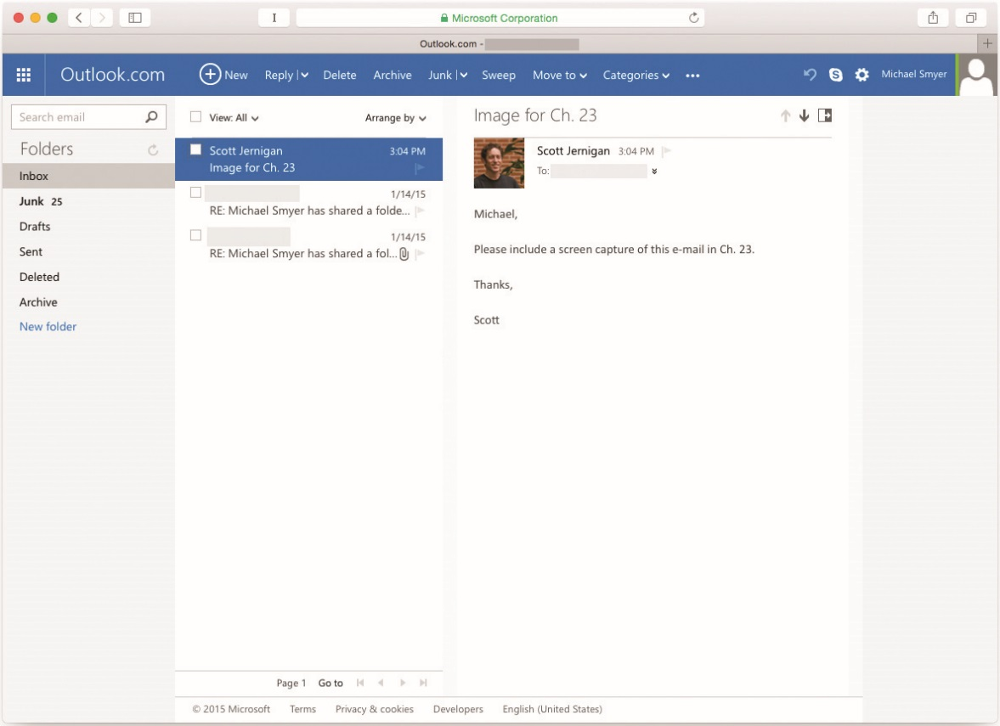 Microsoft Corporation
Outlook.com -
Outlook.com
New Reply Delete Archive Junk Sweep Move to Categories ••• Michael Smyer
Search email
Folders
Inbox
Junk 25
Drafts
Sent
Deleted
Archive
New folder
View: All Arrange by
Scott Jernigan 3:04 PM
Image for Ch. 23
1/14/15
RE: Michael Smyer has shared a folde...
1/14/15
RE: Michael Smyer has shared a fol...
Page 1 Go to
Image for Ch. 23
Scott Jernigan 3:04 PM
To:
Michael,
Please include a screen capture of this e-mail in Ch. 23.
Thanks,
Scott
© 2015 Microsoft Terms Privacy & cookies Developers English (United States)